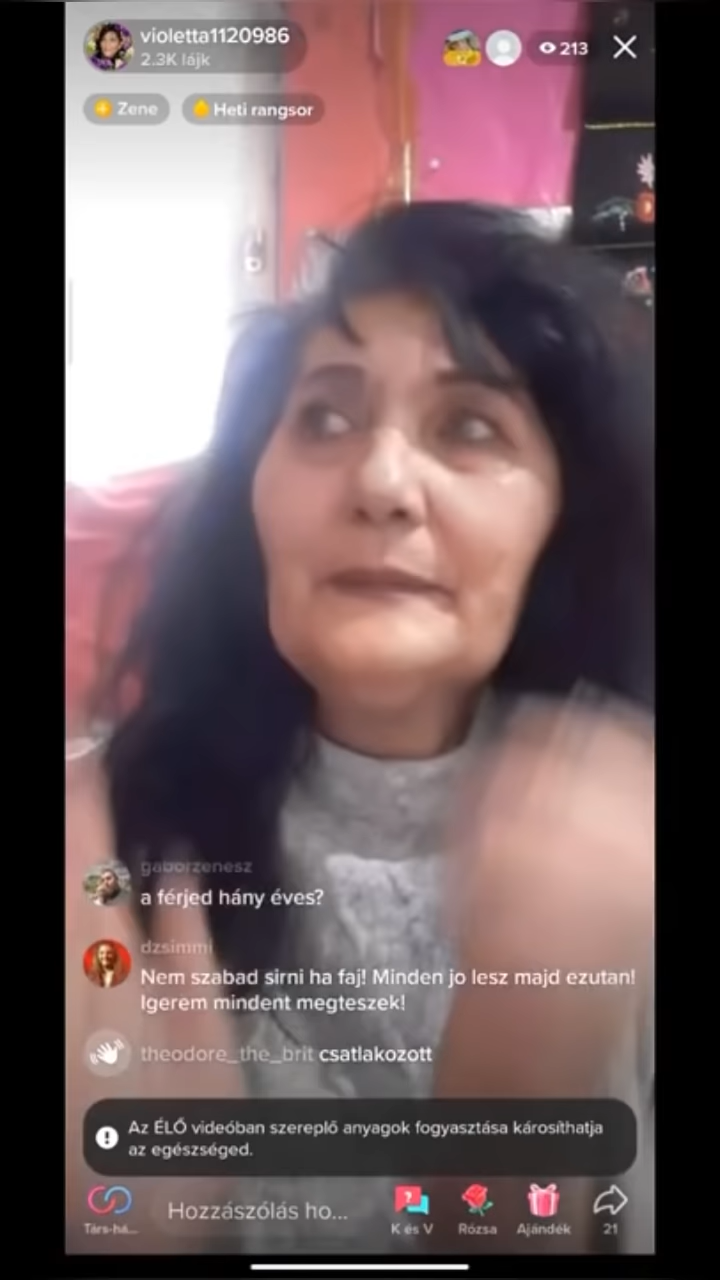 violetta1120986
2.3K lájk
213
Zene
Heti rangsor
gaborzenesz
a férjed hány éves?
dzsimmi
Nem szabad sirni ha faj! Minden jo lesz majd ezutan!
Igerem mindent megteszek!
theodore_the_brit csatlakozott
Az ÉLŐ videóban szereplő anyagok fogyasztása károsíthatja
az egészséged.
Hozzászólás ho...
Társ-há...
K és V
Rózsa
Ajándék
21